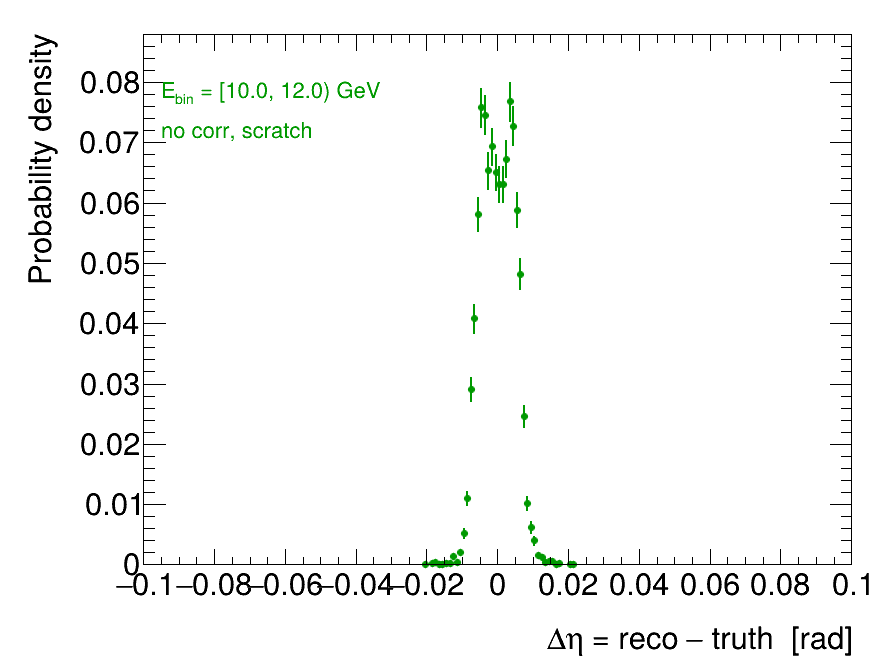 Probability density
0.08
0.07
0.06
0.05
0.04
0.03
0.02
0.01
0
E_bin = [10.0, 12.0) GeV
no corr, scratch
−0.1 −0.08 −0.06 −0.04 −0.02 0 0.02 0.04 0.06 0.08 0.1
Δη = reco − truth [rad]